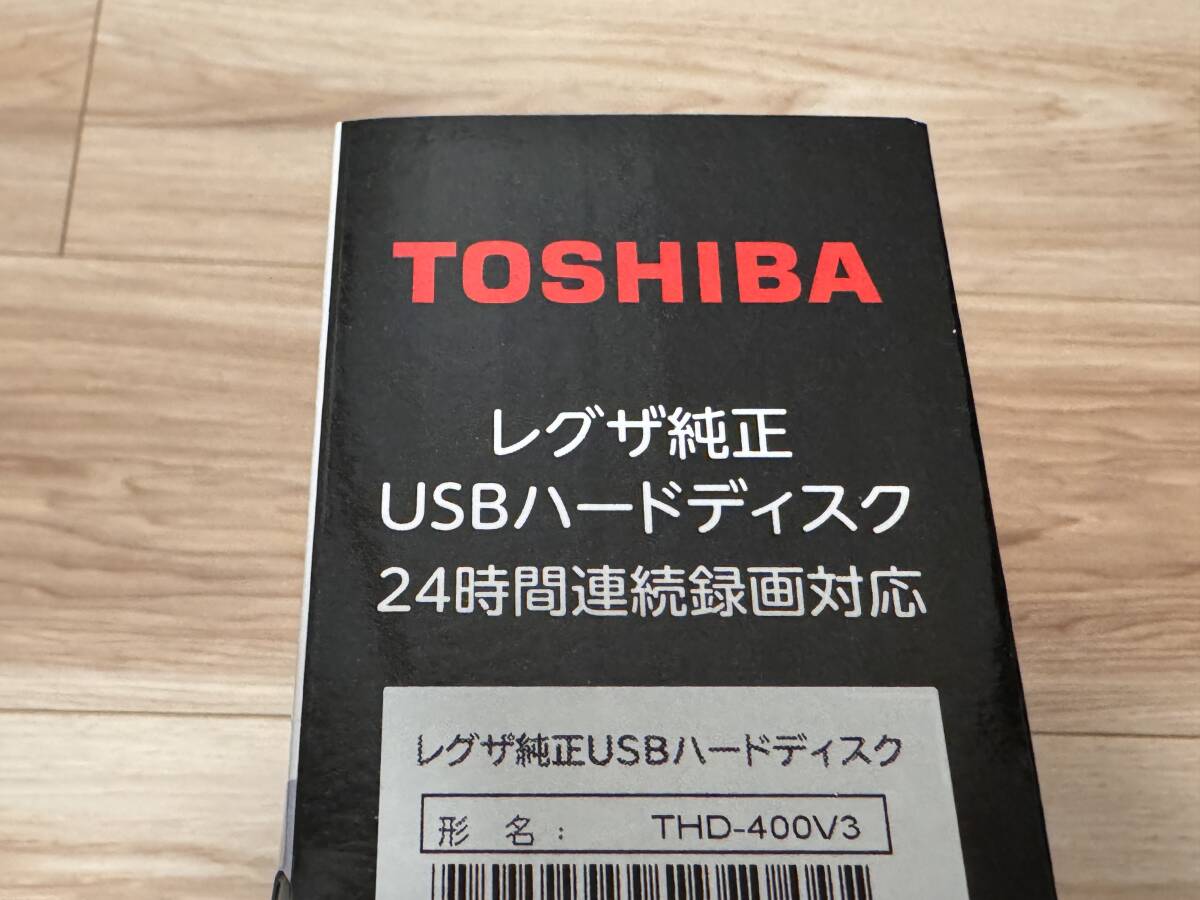 TOSHIBA
レグザ純正
USBハードディスク
24時間連続録画対応
レグザ純正USBハードディスク
形 名: THD-400V3